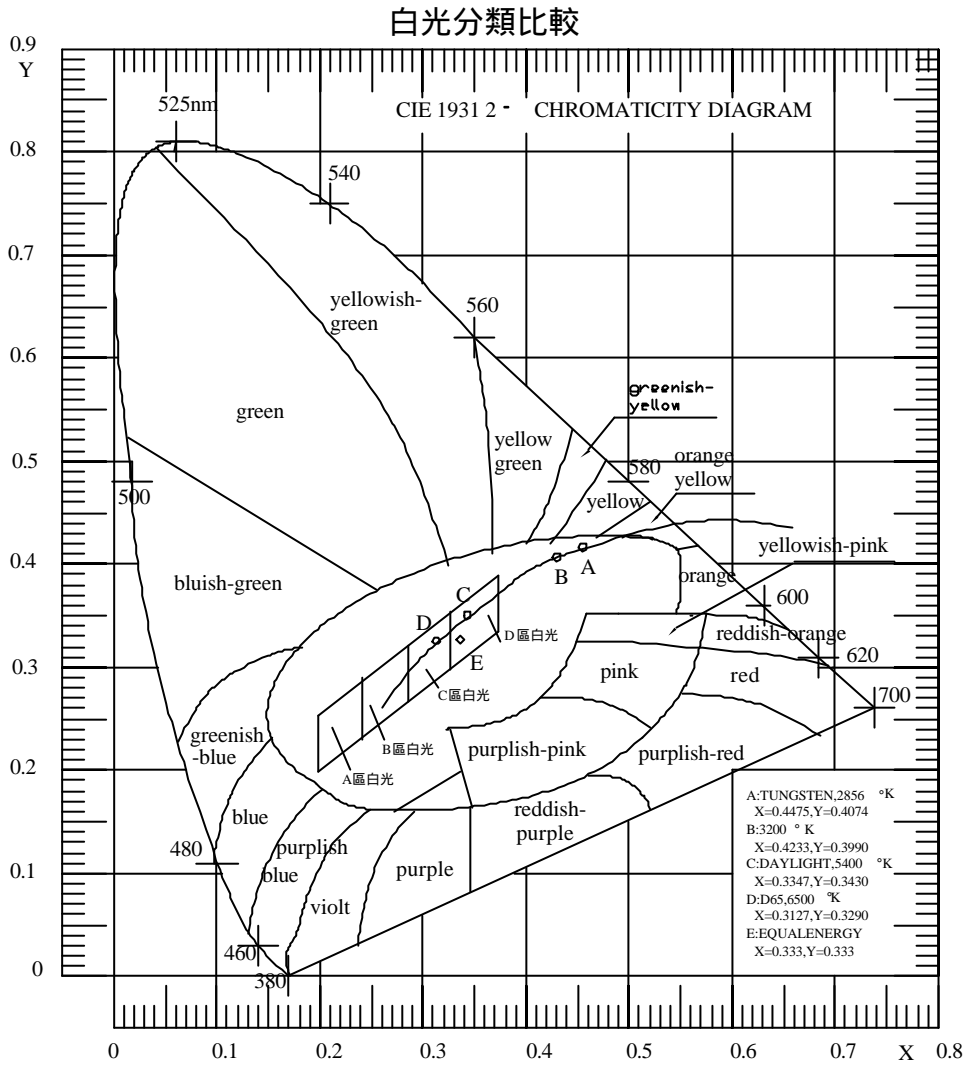 白光分類比較
0.9
Y
CIE 1931 2 - CHROMATICITY DIAGRAM
525nm
0.8
540
0.7
yellowish-
green
560
0.6
greenish-
yellow
green
yellow
green
0.5
500
580
orange
yellow
yellow
yellowish-pink
0.4
B
A
bluish-green
orange
C
600
D
D區白光
reddish-orange
0.3
E
620
pink
red
C區白光
700
greenish
-blue
B區白光
purplish-pink
purplish-red
0.2
A區白光
blue
reddish-
purple
480
purplish
blue
purple
0.1
violt
460
380
0
A:TUNGSTEN,2856 °K
X=0.4475,Y=0.4074
B:3200 ° K
X=0.4233,Y=0.3990
C:DAYLIGHT,5400 °K
X=0.3347,Y=0.3430
D:D65,6500 °K
X=0.3127,Y=0.3290
E:EQUALENERGY
X=0.333,Y=0.333
0 0.1 0.2 0.3 0.4 0.5 0.6 0.7 X 0.8